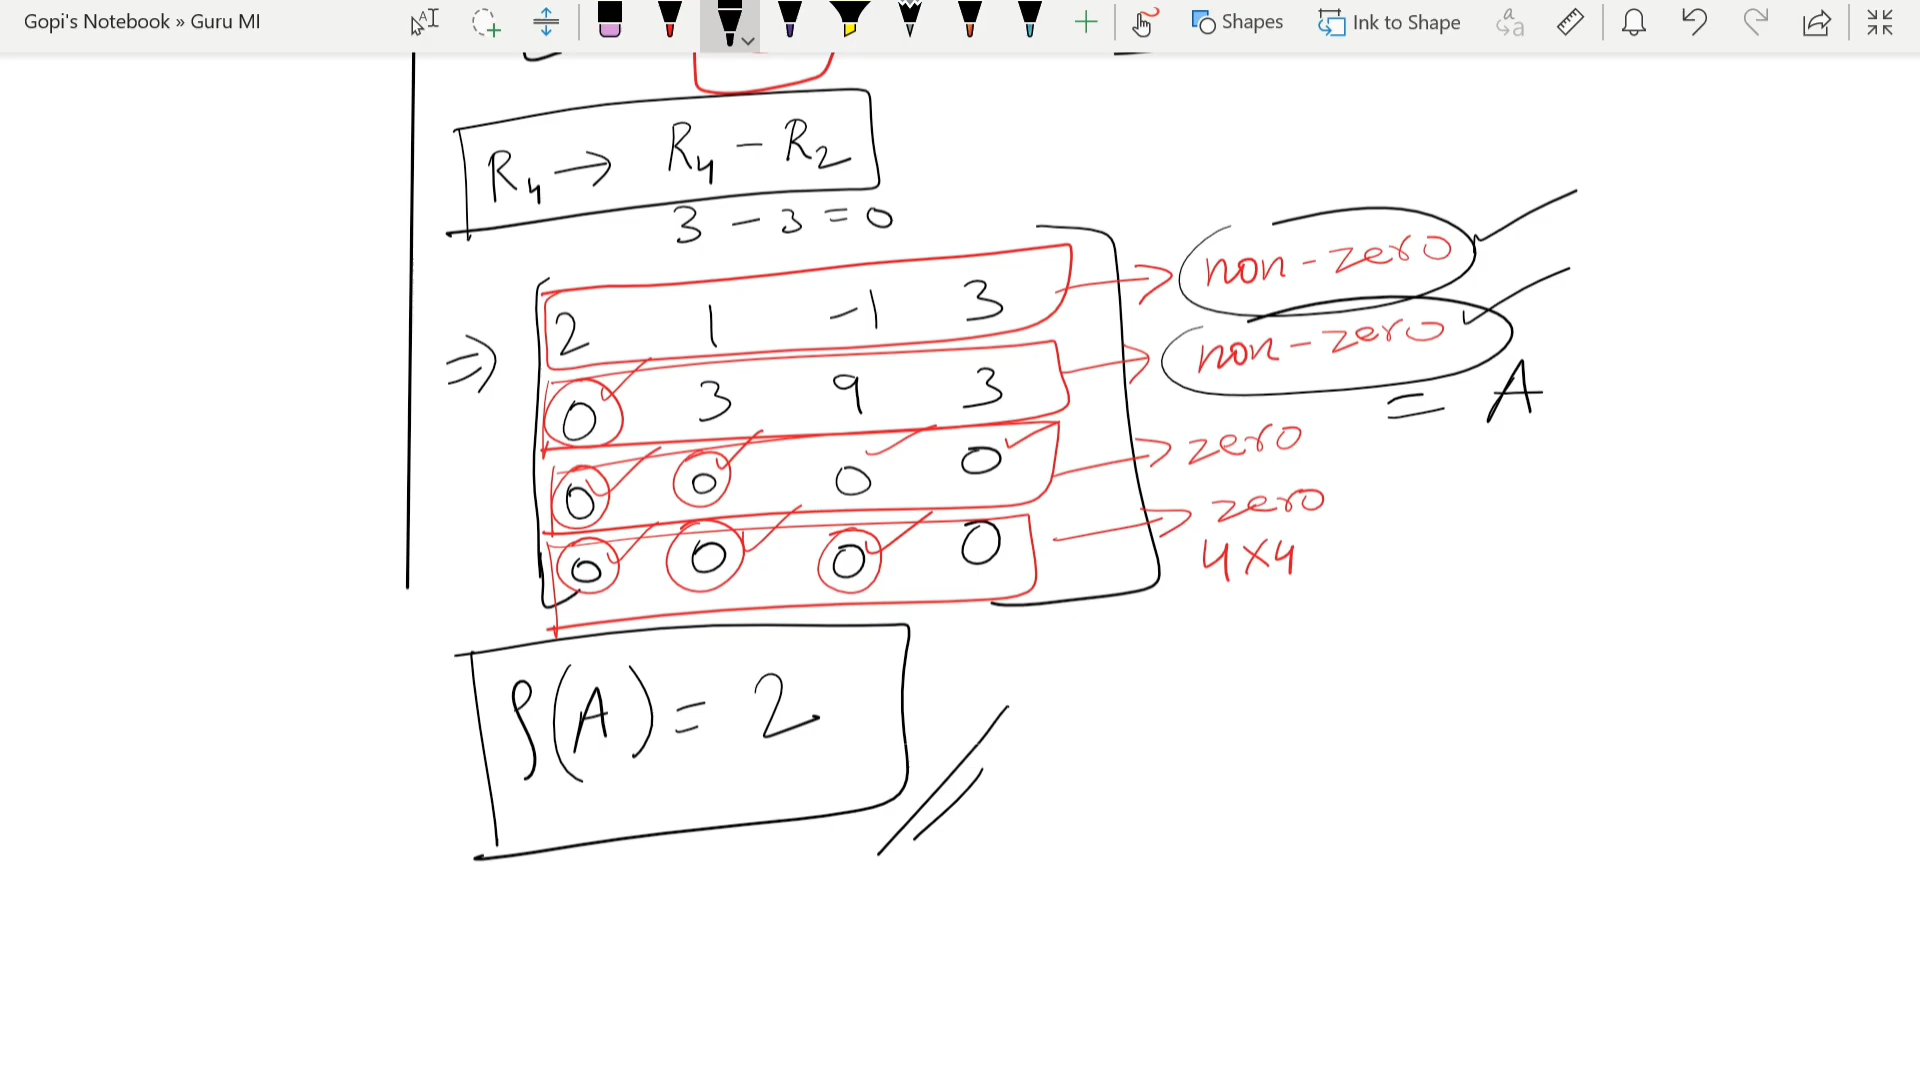 Gopi's Notebook » Guru MI
Shapes
Ink to Shape
R4 → R4 - R2
3 - 3 = 0
⇒
2 1 -1 3 → non-zero
0 3 9 3 → non-zero
= A
0 0 0 0 → zero
0 0 0 0 → zero
4×4
ρ(A) = 2